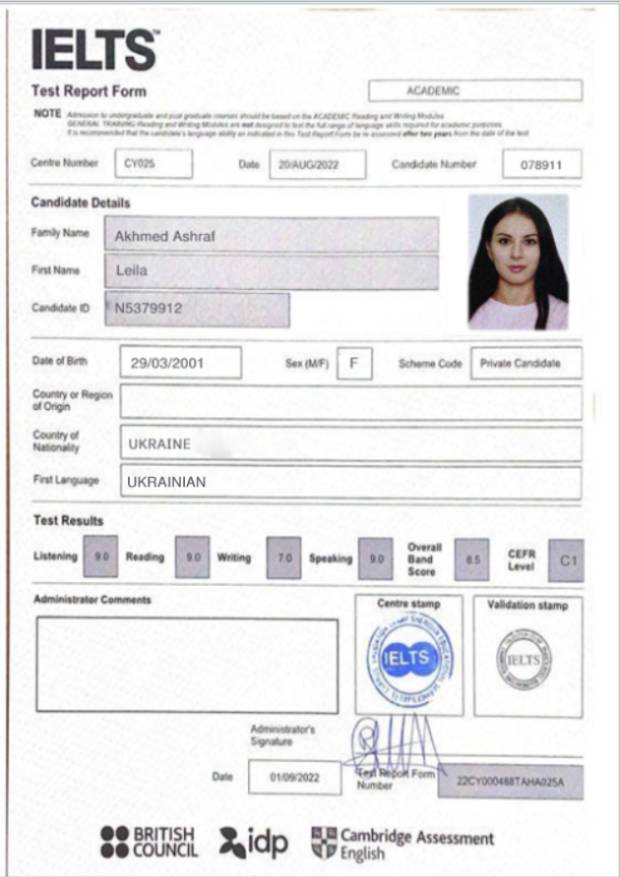 IELTS™
Test Report Form
ACADEMIC
NOTE Admission to undergraduate and post graduate courses should be based on the ACADEMIC Reading and Writing Modules
GENERAL TRAINING Reading and Writing Modules are not designed to test the full range of language skills required for academic purposes
It is recommended that the candidate's language ability as indicated in this Test Report Form be re-assessed after two years from the date of the test
Centre Number CY025 Date 20/AUG/2022 Candidate Number 078911
Candidate Details
Family Name Akhmed Ashraf
First Name Leila
Candidate ID N5379912
Date of Birth 29/03/2001 Sex (M/F) F Scheme Code Private Candidate
Country or Region
of Origin
Country of
Nationality UKRAINE
First Language UKRAINIAN
Test Results
Listening 9.0 Reading 9.0 Writing 7.0 Speaking 9.0 Overall Band Score 8.5 CEFR Level C1
Administrator Comments
Centre stamp
Validation stamp
IELTS
IELTS
Administrator's
Signature
Date 01/09/2022 Test Report Form Number 22CY000488TAHA025A
BRITISH COUNCIL
idp
Cambridge Assessment
English